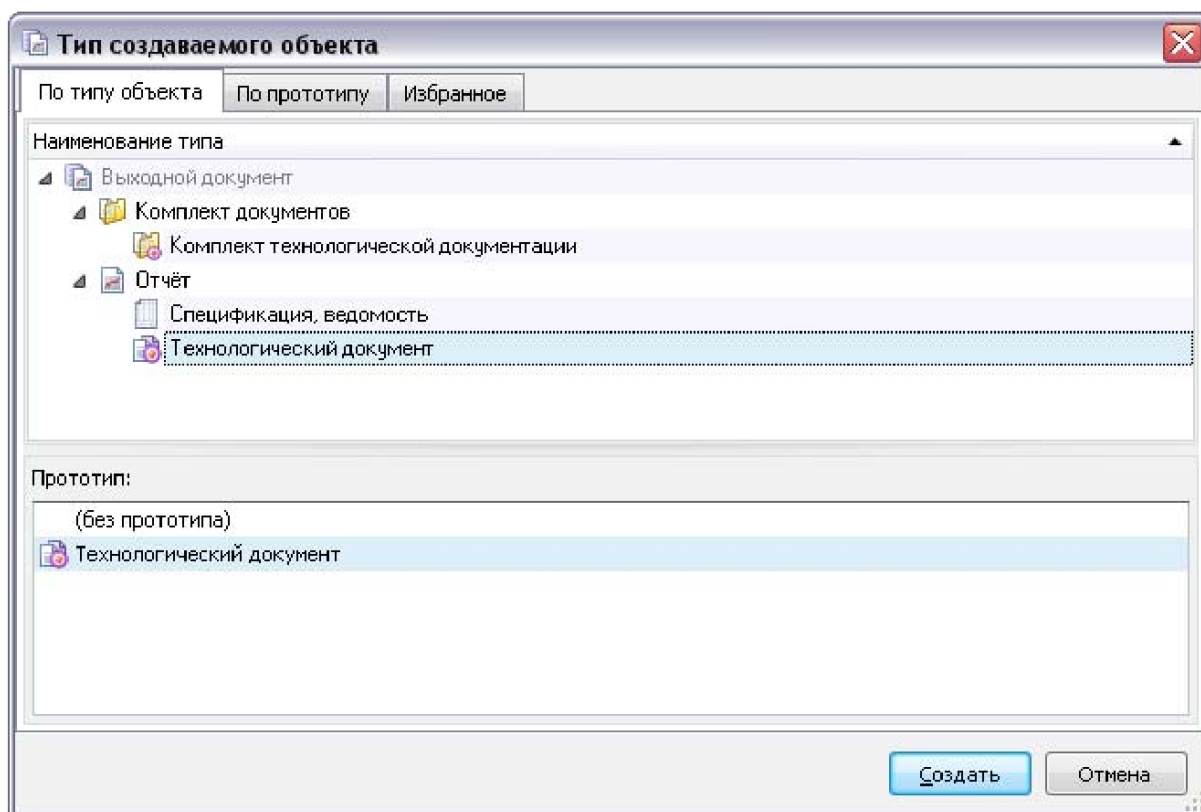 Тип создаваемого объекта
По типу объекта По прототипу Избранное
Наименование типа
Выходной документ
Комплект документов
Комплект технологической документации
Отчёт
Спецификация, ведомость
Технологический документ
Прототип:
(без прототипа)
Технологический документ
Создать Отмена